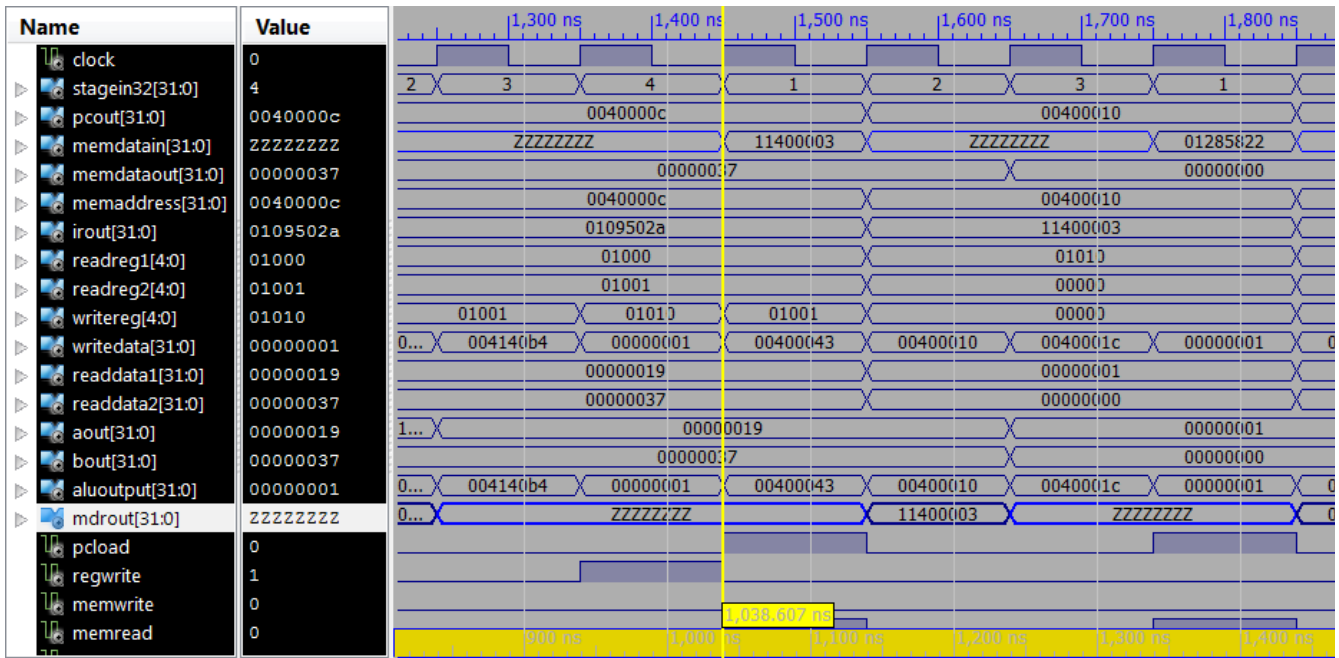 Name Value 1,300 ns 1,400 ns 1,500 ns 1,600 ns 1,700 ns 1,800 ns
clock 0
stagein32[31:0] 4 2 3 4 1 2 3 1
pcout[31:0] 0040000c 0040000c 00400010
memdatain[31:0] ZZZZZZZZ ZZZZZZZZ 11400003 ZZZZZZZZ 01285822
memdataout[31:0] 00000037 00000037 00000000
memaddress[31:0] 0040000c 0040000c 00400010
irout[31:0] 0109502a 0109502a 11400003
readreg1[4:0] 01000 01000 01010
readreg2[4:0] 01001 01001 00000
writereg[4:0] 01010 01001 01010 01001 00000
writedata[31:0] 00000001 0... 004140b4 00000001 00400043 00400010 0040001c 00000001 0
readdata1[31:0] 00000019 00000019 00000001
readdata2[31:0] 00000037 00000037 00000000
aout[31:0] 00000019 1... 00000019 00000001
bout[31:0] 00000037 00000037 00000000
aluoutput[31:0] 00000001 0... 004140b4 00000001 00400043 00400010 0040001c 00000001 0
mdrout[31:0] ZZZZZZZZ 0... ZZZZZZZZ 11400003 ZZZZZZZZ 0
pcload 0
regwrite 1
memwrite 0 1,038.607 ns
memread 0 900 ns 1,000 ns 1,100 ns 1,200 ns 1,300 ns 1,400 ns